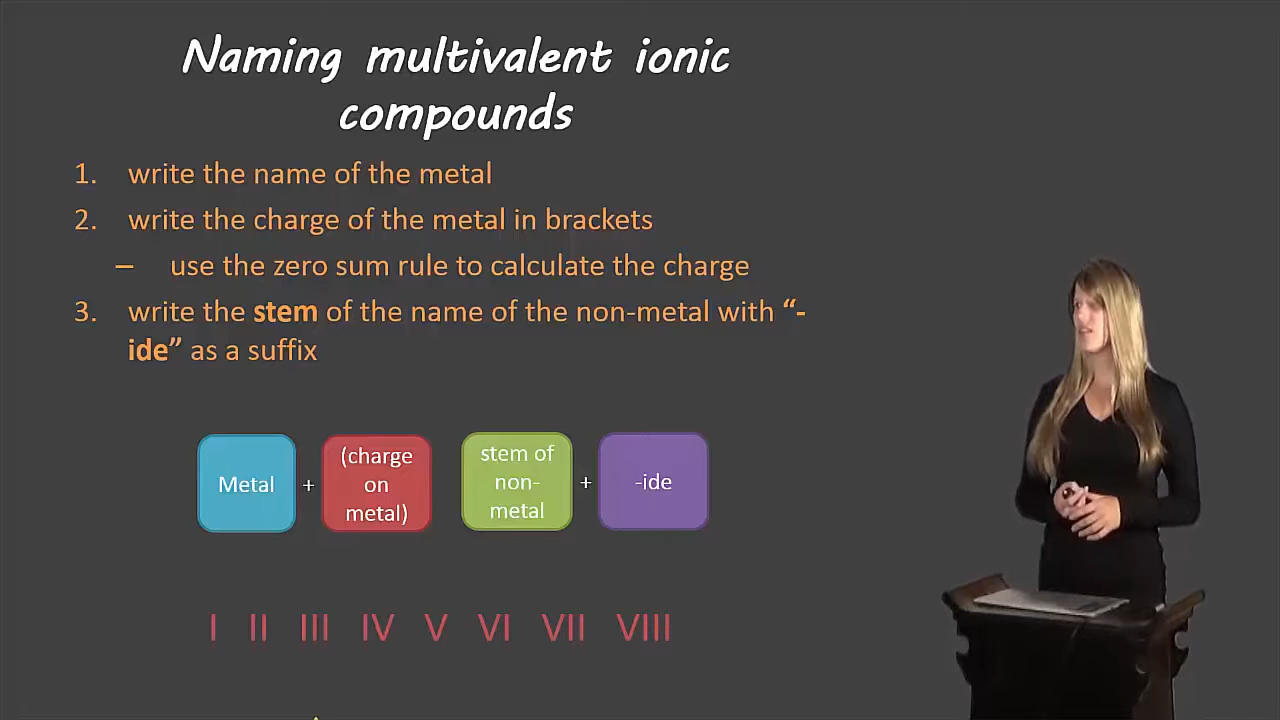 Naming multivalent ionic
compounds
1. write the name of the metal
2. write the charge of the metal in brackets
– use the zero sum rule to calculate the charge
3. write the stem of the name of the non-metal with “-
ide” as a suffix
Metal
+
(charge
on
metal)
stem of
non-
metal
+
-ide
I II III IV V VI VII VIII